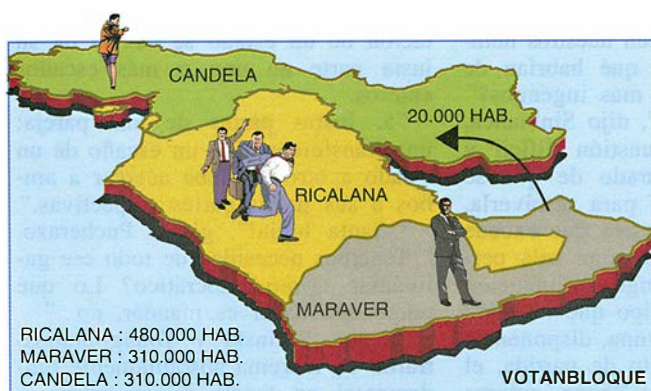 CANDELA
20.000 HAB.
RICALANA
MARAVER
RICALANA : 480.000 HAB.
MARAVER : 310.000 HAB.
CANDELA : 310.000 HAB.
VOTANBLOQUE